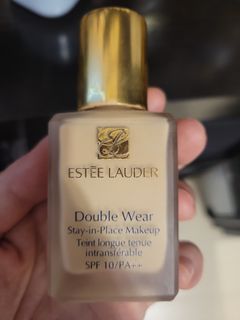 ESTĒE LAUDER
Double Wear
Stay-in-Place Makeup
Teint longue tenue
intransférable
SPF 10/PA++